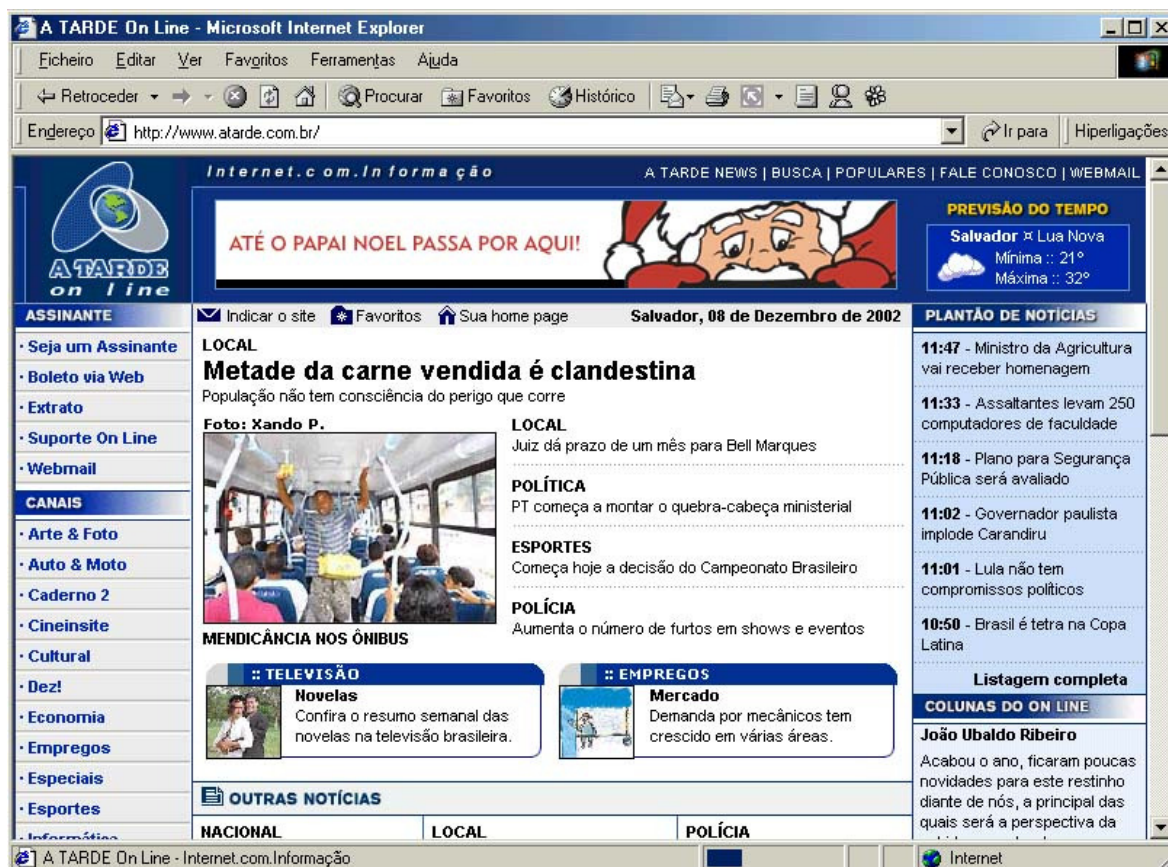 A TARDE On Line - Microsoft Internet Explorer
Ficheiro Editar Ver Favoritos Ferramentas Ajuda
Retroceder Procurar Favoritos Histórico
Endereço http://www.atarde.com.br/ Ir para Hiperligações
Internet.com.Informação
A TARDE NEWS | BUSCA | POPULARES | FALE CONOSCO | WEBMAIL
A TARDE
on line
ATÉ O PAPAI NOEL PASSA POR AQUI!
PREVISÃO DO TEMPO
Salvador ¤ Lua Nova
Mínima :: 21º
Máxima :: 32º
ASSINANTE
· Seja um Assinante
· Boleto via Web
· Extrato
· Suporte On Line
· Webmail
CANAIS
· Arte & Foto
· Auto & Moto
· Caderno 2
· Cineinsite
· Cultural
· Dez!
· Economia
· Empregos
· Especiais
· Esportes
· Informática
Indicar o site Favoritos Sua home page Salvador, 08 de Dezembro de 2002
LOCAL
Metade da carne vendida é clandestina
População não tem consciência do perigo que corre
Foto: Xando P.
MENDICÂNCIA NOS ÔNIBUS
LOCAL
Juiz dá prazo de um mês para Bell Marques
POLÍTICA
PT começa a montar o quebra-cabeça ministerial
ESPORTES
Começa hoje a decisão do Campeonato Brasileiro
POLÍCIA
Aumenta o número de furtos em shows e eventos
:: TELEVISÃO
Novelas
Confira o resumo semanal das
novelas na televisão brasileira.
:: EMPREGOS
Mercado
Demanda por mecânicos tem
crescido em várias áreas.
OUTRAS NOTÍCIAS
NACIONAL LOCAL POLÍCIA
PLANTÃO DE NOTÍCIAS
11:47 - Ministro da Agricultura
vai receber homenagem
11:33 - Assaltantes levam 250
computadores de faculdade
11:18 - Plano para Segurança
Pública será avaliado
11:02 - Governador paulista
implode Carandiru
11:01 - Lula não tem
compromissos políticos
10:50 - Brasil é tetra na Copa
Latina
Listagem completa
COLUNAS DO ON LINE
João Ubaldo Ribeiro
Acabou o ano, ficaram poucas
novidades para este restinho
diante de nós, a principal das
quais será a perspectiva da
A TARDE On Line - Internet.com.Informação Internet